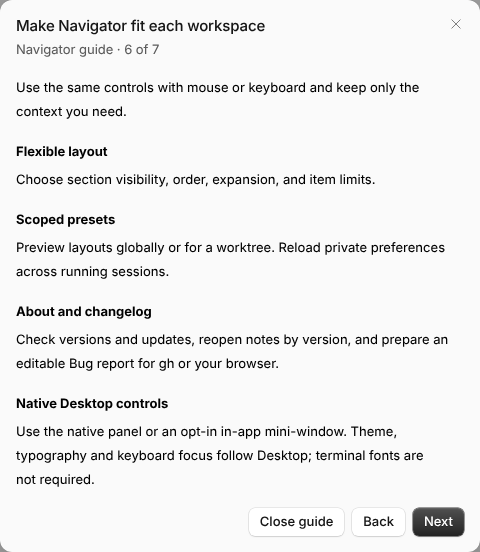 Make Navigator fit each workspace
Navigator guide · 6 of 7
Use the same controls with mouse or keyboard and keep only the
context you need.
Flexible layout
Choose section visibility, order, expansion, and item limits.
Scoped presets
Preview layouts globally or for a worktree. Reload private preferences
across running sessions.
About and changelog
Check versions and updates, reopen notes by version, and prepare an
editable Bug report for gh or your browser.
Native Desktop controls
Use the native panel or an opt-in in-app mini-window. Theme,
typography and keyboard focus follow Desktop; terminal fonts are
not required.
Close guide Back Next